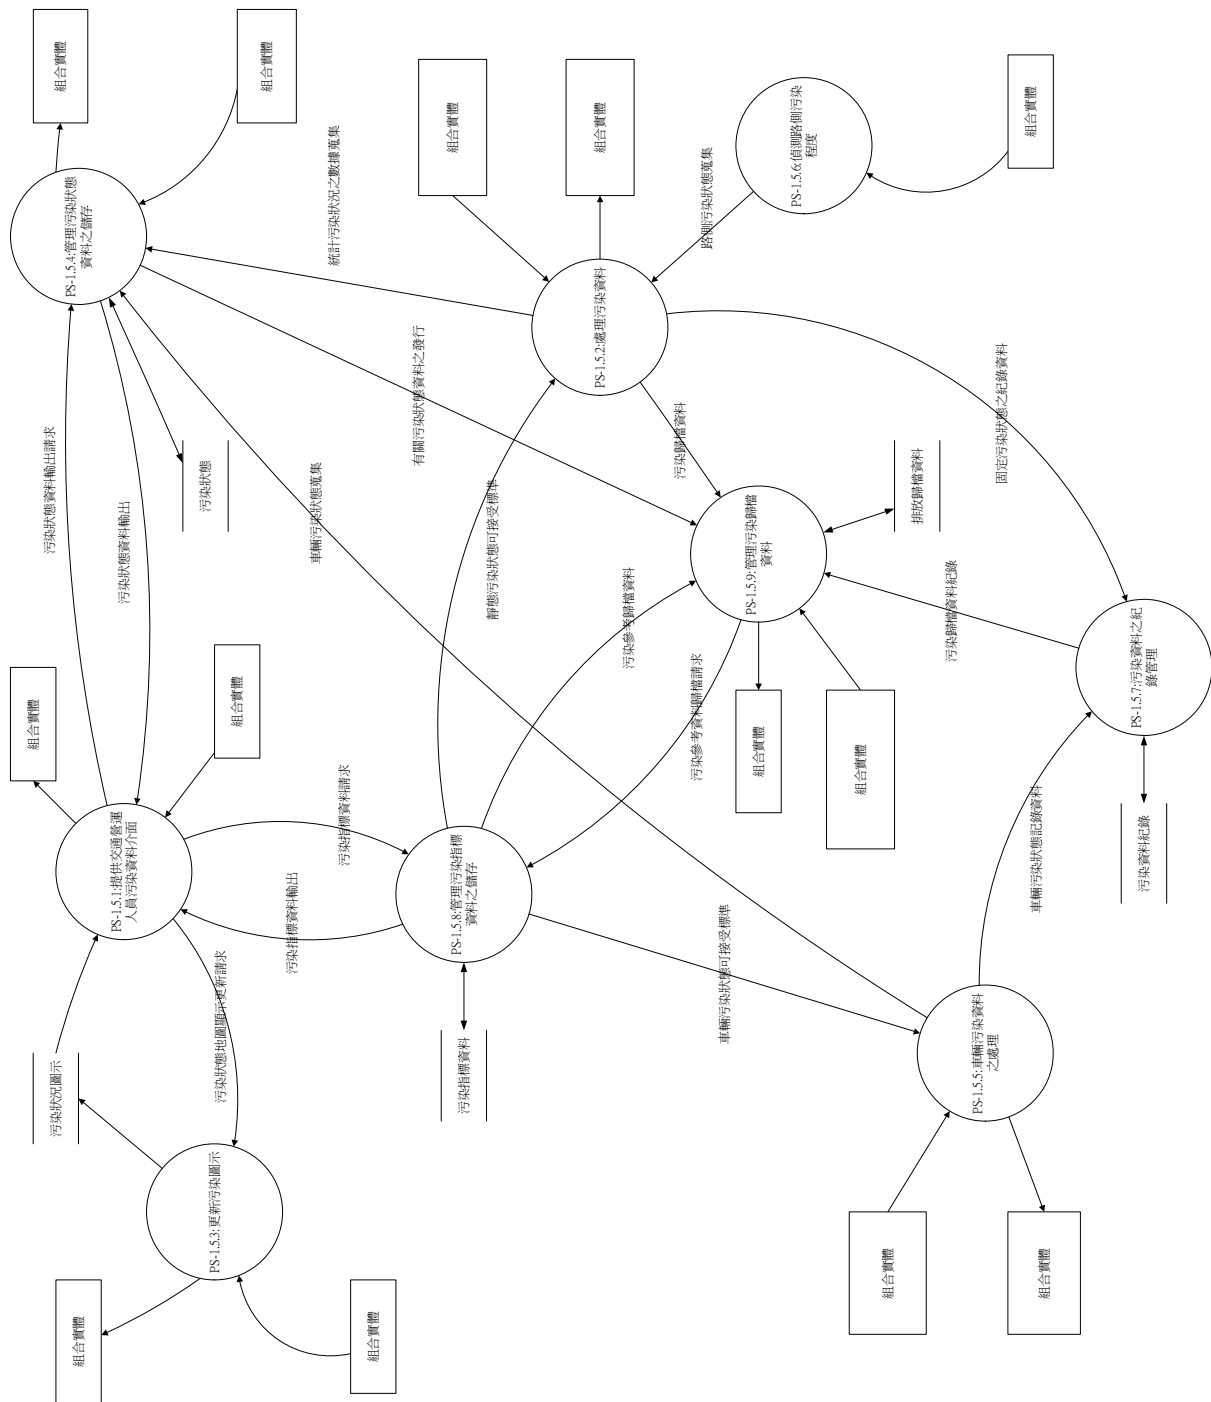 組合實體
污染狀況圖示
組合實體
污染狀態資料輸出請求
組合實體
PS-1.5.1:提供交通營運
人員污染資料介面
污染狀態資料輸出
PS-1.5.4:管理污染狀態
資料之儲存
PS-1.5.3:更新污染圖示
污染狀態地圖顯示更新請求
組合實體
污染狀態
組合實體
污染指標資料輸出
車輛污染狀態蒐集
統計污染狀況之數據蒐集
組合實體
污染指標資料請求
有關污染狀態資料之發行
組合實體
污染指標資料
PS-1.5.8:管理污染指標
資料之儲存
靜態污染狀態可接受標準
PS-1.5.2:處理污染資料
組合實體
污染參考歸檔資料
污染歸檔資料
污染參考資料歸檔請求
路側污染狀態蒐集
車輛污染狀態可接受標準
組合實體
PS-1.5.9:管理污染歸檔
資料
PS-1.5.6:偵測路側污染
程度
組合實體
組合實體
排放歸檔資料
污染歸檔資料紀錄
PS-1.5.5:車輛污染資料
之處理
固定污染狀態之紀錄資料
組合實體
組合實體
車輛污染狀態記錄資料
污染資料紀錄
PS-1.5.7:污染資料之紀
錄管理